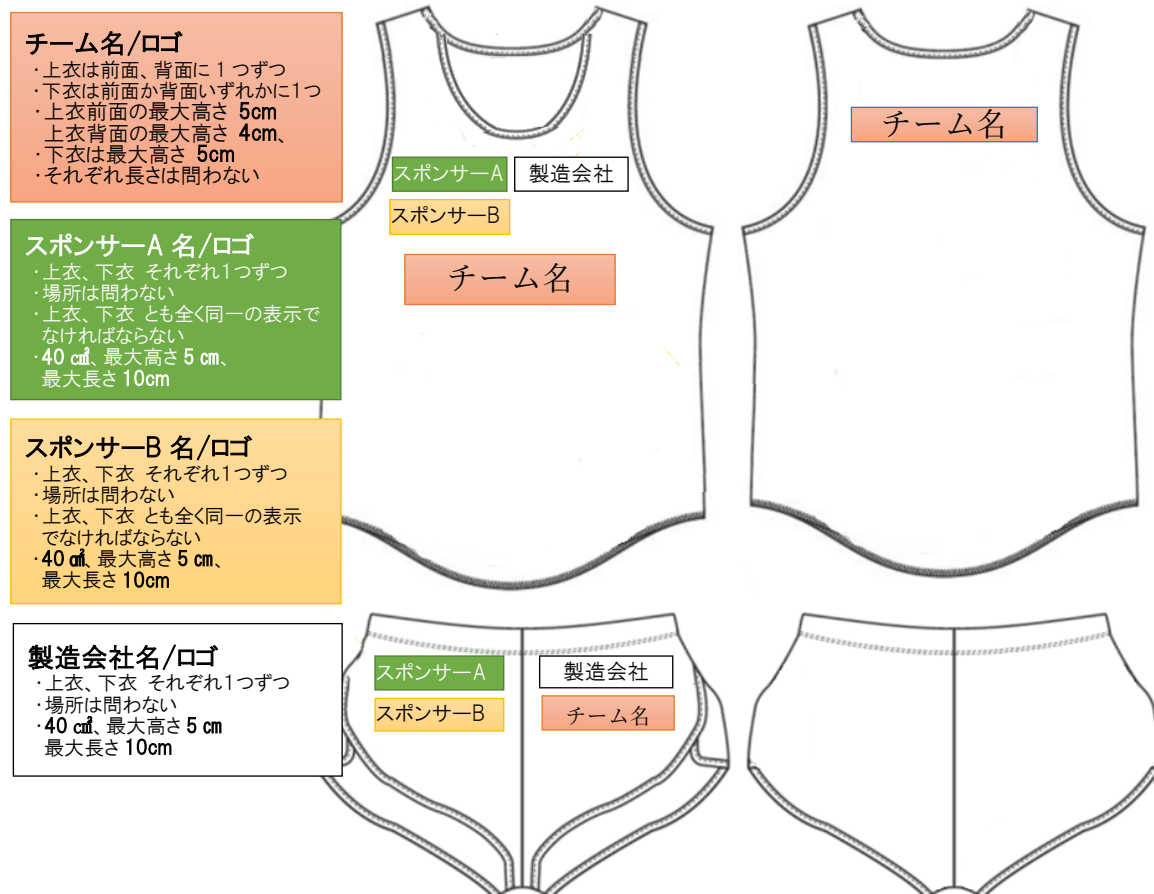 チーム名/ロゴ
・上衣は前面、背面に１つずつ
・下衣は前面か背面いずれかに1つ
・上衣前面の最大高さ 5cm
上衣背面の最大高さ 4cm、
・下衣は最大高さ 5cm
・それぞれ長さは問わない
スポンサーA 名/ロゴ
・上衣、下衣 それぞれ1つずつ
・場所は問わない
・上衣、下衣 とも全く同一の表示で
なければならない
・40 ㎠、最大高さ 5 ㎝、
最大長さ 10cm
スポンサーB 名/ロゴ
・上衣、下衣 それぞれ1つずつ
・場所は問わない
・上衣、下衣 とも全く同一の表示
でなければならない
・40 ㎠、最大高さ 5 ㎝、
最大長さ 10cm
製造会社名/ロゴ
・上衣、下衣 それぞれ1つずつ
・場所は問わない
・40 ㎠、最大高さ 5 ㎝
最大長さ 10cm
スポンサーA
製造会社
スポンサーB
チーム名
チーム名
スポンサーA
製造会社
スポンサーB
チーム名